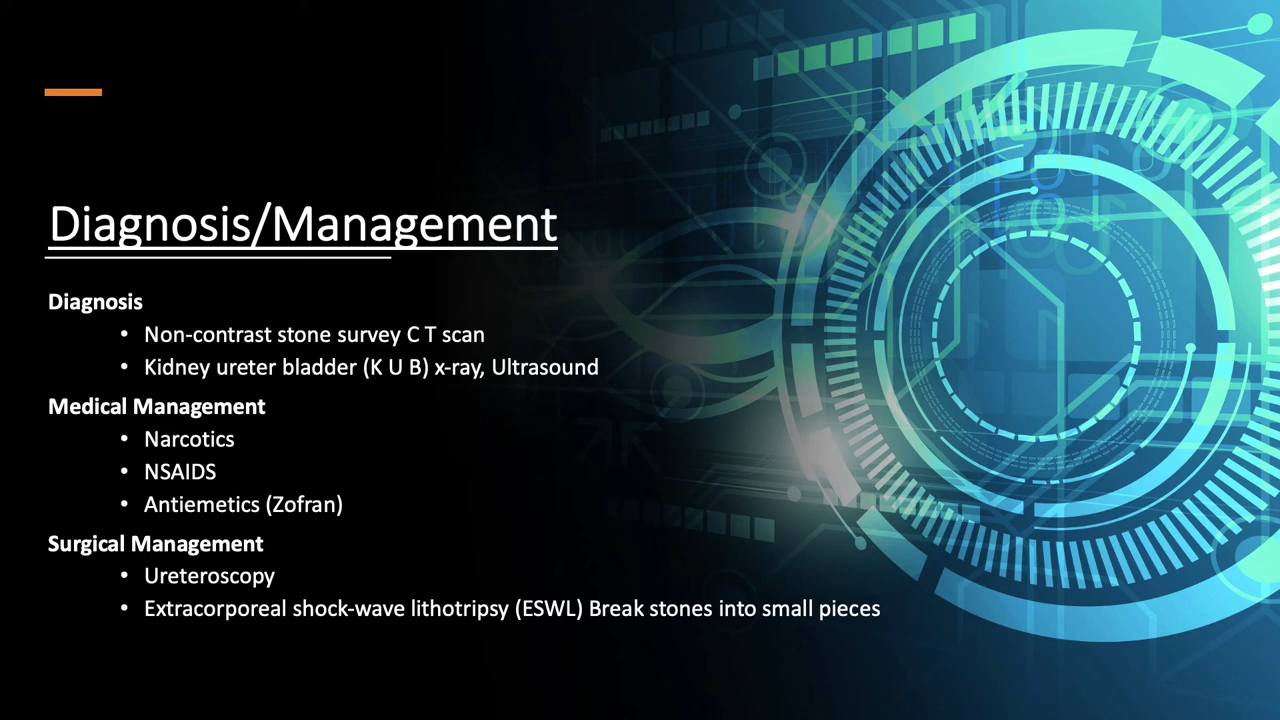 Diagnosis/Management
Diagnosis
• Non-contrast stone survey C T scan
• Kidney ureter bladder (K U B) x-ray, Ultrasound
Medical Management
• Narcotics
• NSAIDS
• Antiemetics (Zofran)
Surgical Management
• Ureteroscopy
• Extracorporeal shock-wave lithotripsy (ESWL) Break stones into small pieces